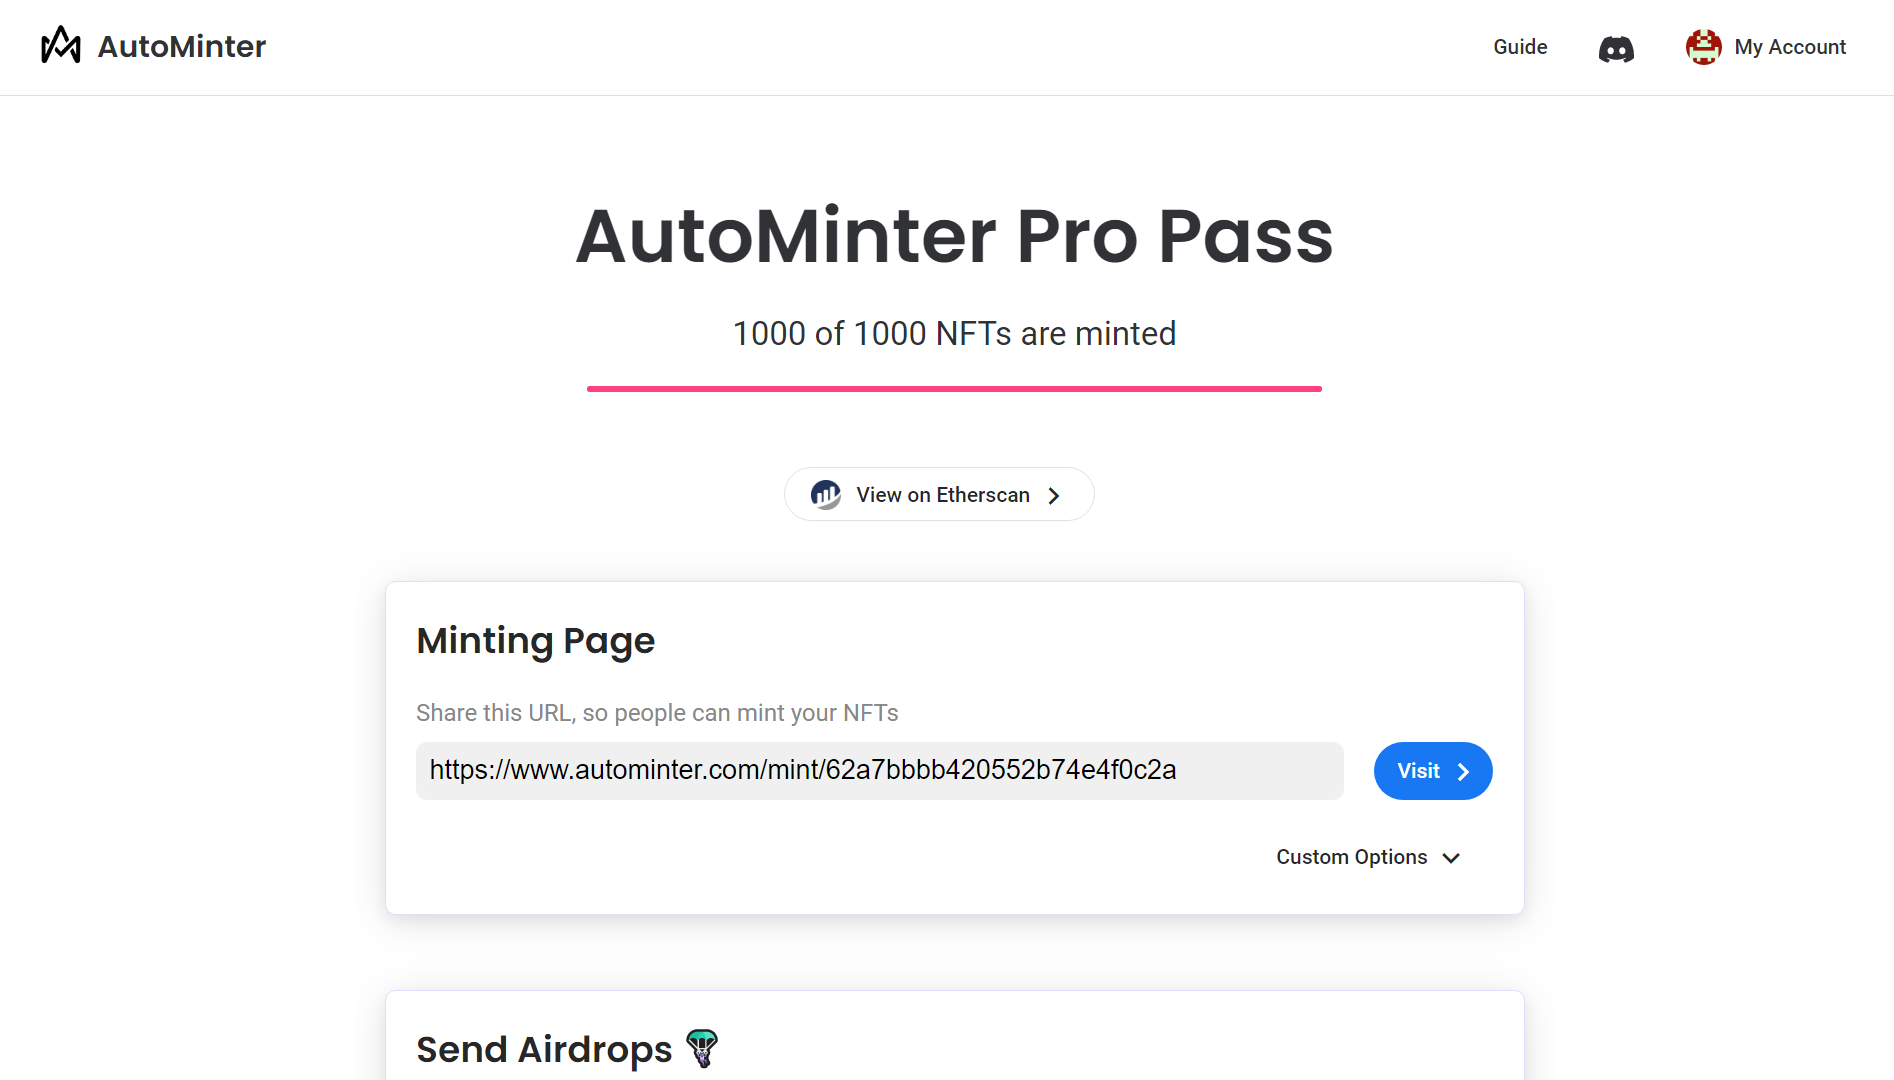 AutoMinter
Guide
My Account
AutoMinter Pro Pass
1000 of 1000 NFTs are minted
View on Etherscan
Minting Page
Share this URL, so people can mint your NFTs
https://www.autominter.com/mint/62a7bbbb420552b74e4f0c2a
Visit
Custom Options
Send Airdrops